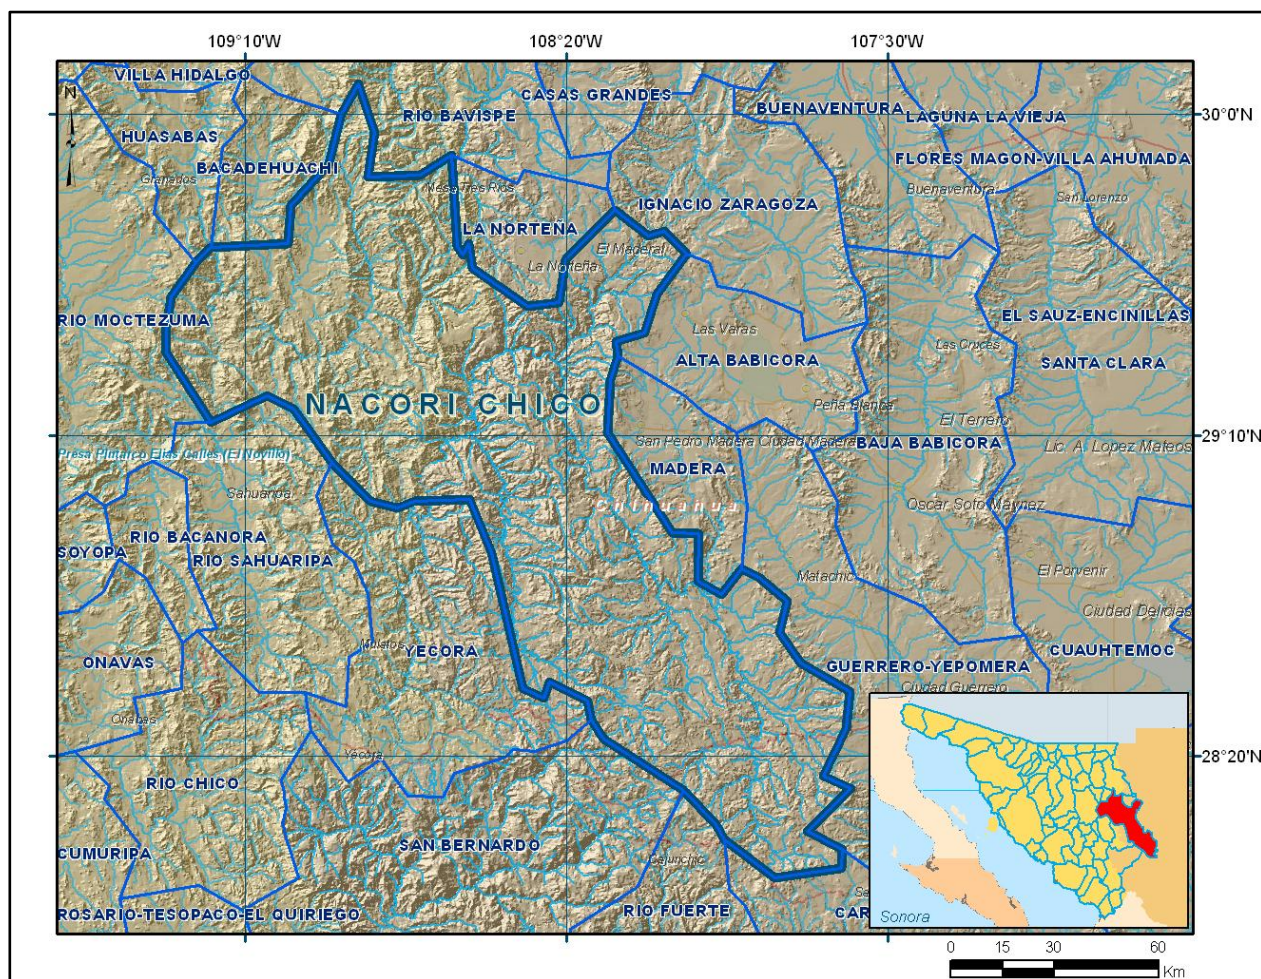 109°10'W 108°20'W 107°30'W
VILLA HIDALGO
N
CASAS GRANDES
BUENAVENTURA
30°0'N
RIO BAVISPE
LAGUNA LA VIEJA
HUASABAS
FLORES MAGON-VILLA AHUMADA
BACADEHUACHI
Granados
Mesa Tres Rios
Buenaventura
San Lorenzo
IGNACIO ZARAGOZA
LA NORTEÑA
El Maderal
La Norteña
RIO MOCTEZUMA
EL SAUZ-ENCINILLAS
Las Varas
Las Cruces
ALTA BABICORA
SANTA CLARA
NACORI CHICO
Peña Blanca
El Terrero
29°10'N
San Pedro Madera Ciudad Madera
BAJA BABICORA
Lic. A. Lopez Mateos
Presa Plutarco Elias Calles (El Novillo)
MADERA
Sahuaripa
Chihuahua
Oscar Soto Maynez
RIO BACANORA
SOYOPA
RIO SAHUARIPA
El Porvenir
Matachic
Ciudad Delicias
Mulatos
YECORA
CUAUHTEMOC
ONAVAS
GUERRERO-YEPOMERA
Ciudad Guerrero
Onabas
Yécora
28°20'N
RIO CHICO
SAN BERNARDO
CUMURIPA
ROSARIO-TESOPACO-EL QUIRIEGO
RIO FUERTE
Sonora
0 15 30 60
Km